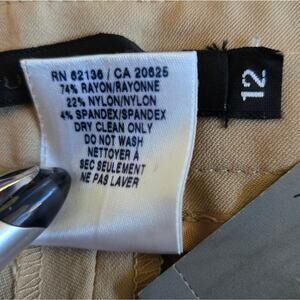 RN 62136 / CA 20625
74% RAYON/RAYONNE
22% NYLON/NYLON
4% SPANDEX/SPANDEX
DRY CLEAN ONLY
DO NOT WASH
NETTOYER À
SEC SEULEMENT
NE PAS LAVER
12